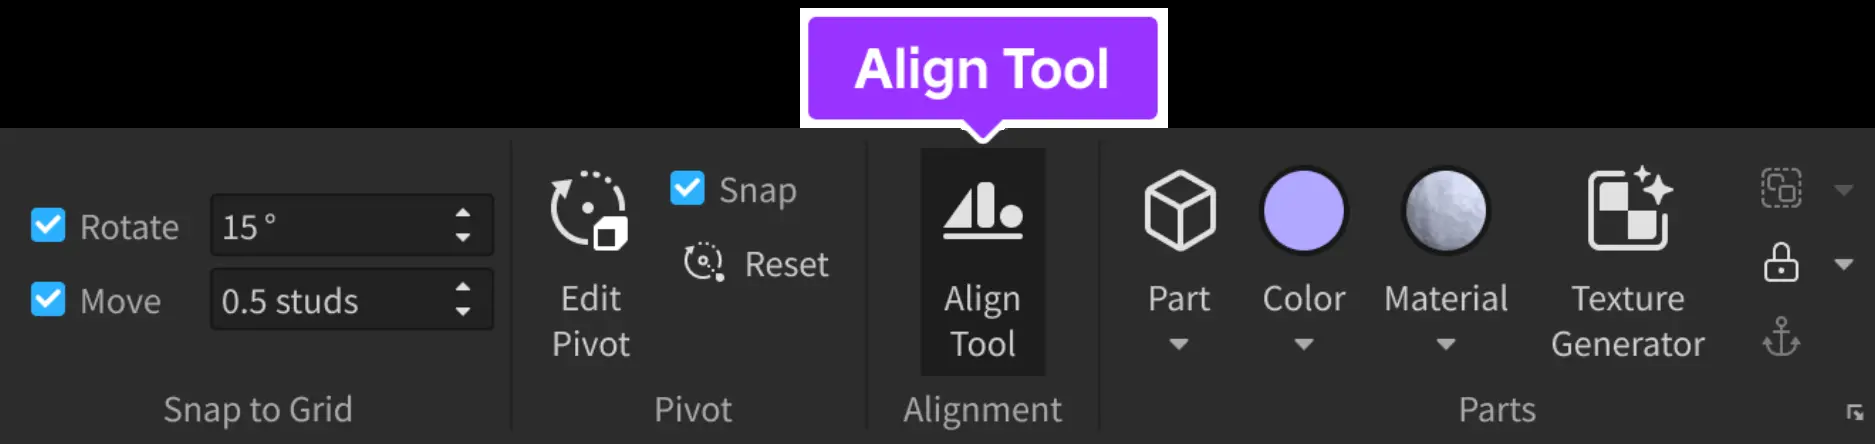 Align Tool
Rotate 15°
Move 0.5 studs
Snap to Grid
Edit
Pivot
Snap
Reset
Pivot
Align
Tool
Alignment
Part
Color
Material
Texture
Generator
Parts